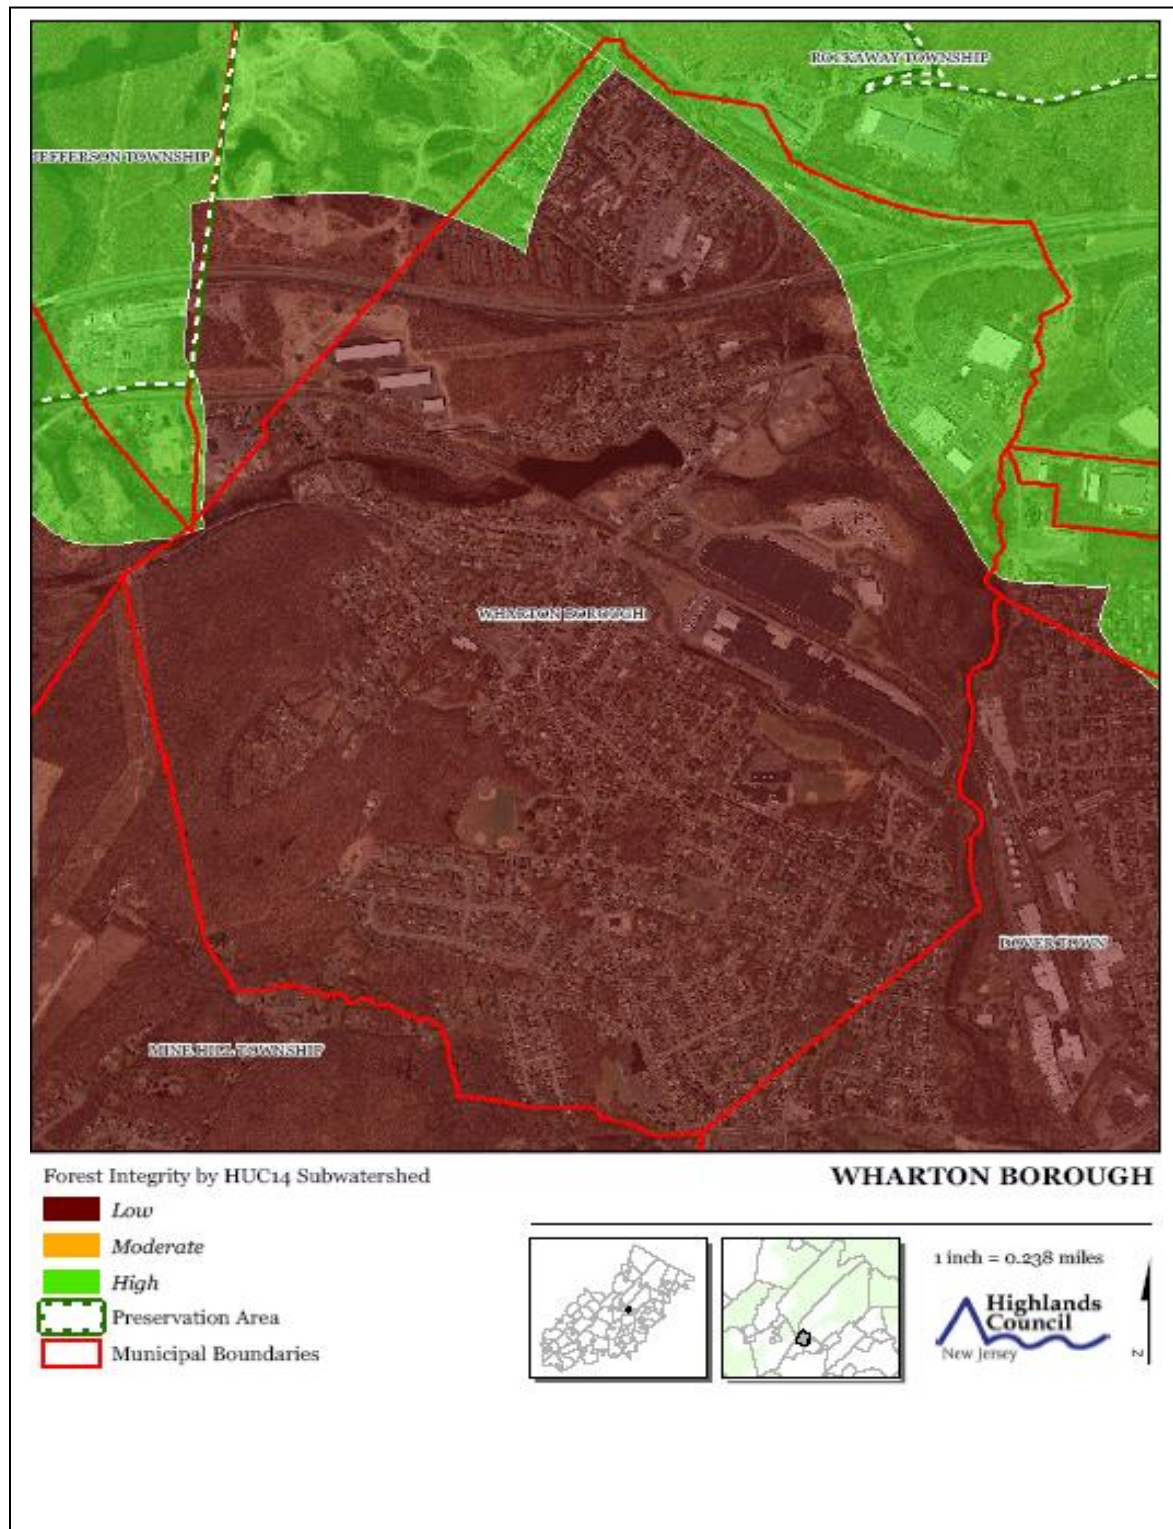 ROCKAWAY TOWNSHIP
JEFFERSON TOWNSHIP
WHARTON BOROUGH
DOVER TOWN
MINE HILL TOWNSHIP
Forest Integrity by HUC14 Subwatershed
Low
Moderate
High
Preservation Area
Municipal Boundaries
WHARTON BOROUGH
1 inch = 0.238 miles
Highlands
Council
New Jersey
N